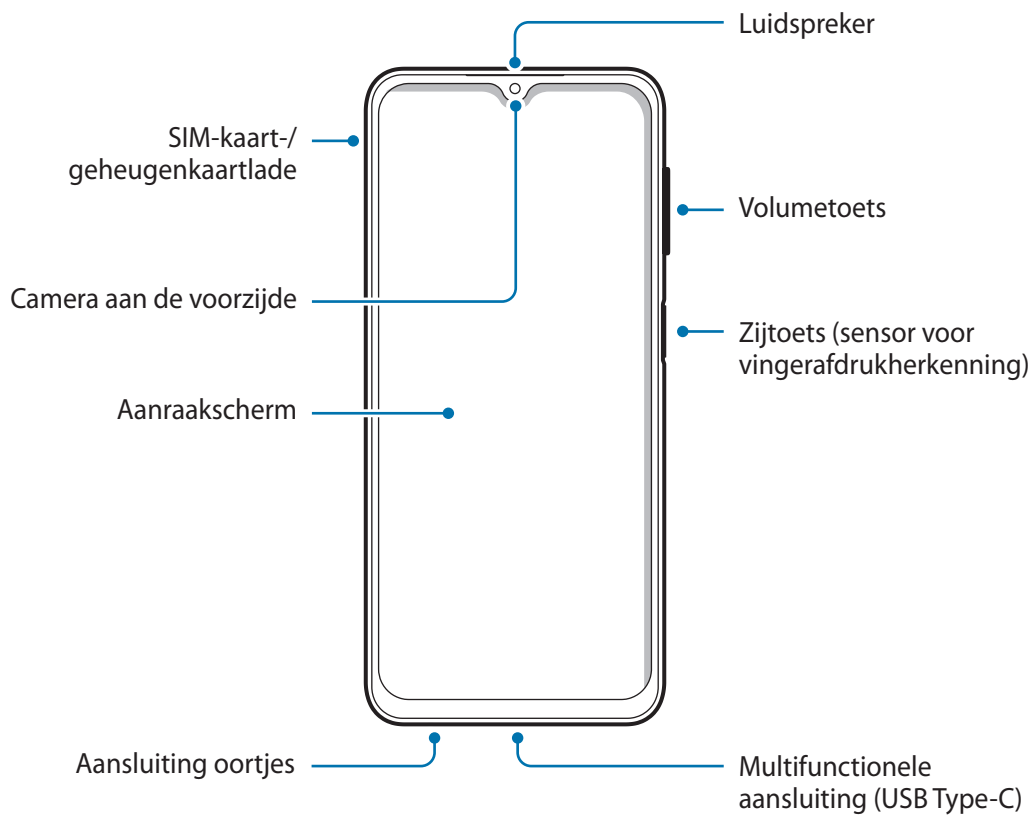 Luidspreker
SIM-kaart-/
geheugenkaartlade
Volumetoets
Camera aan de voorzijde
Zijtoets (sensor voor
vingerafdrukherkenning)
Aanraakscherm
Aansluiting oortjes
Multifunctionele
aansluiting (USB Type-C)